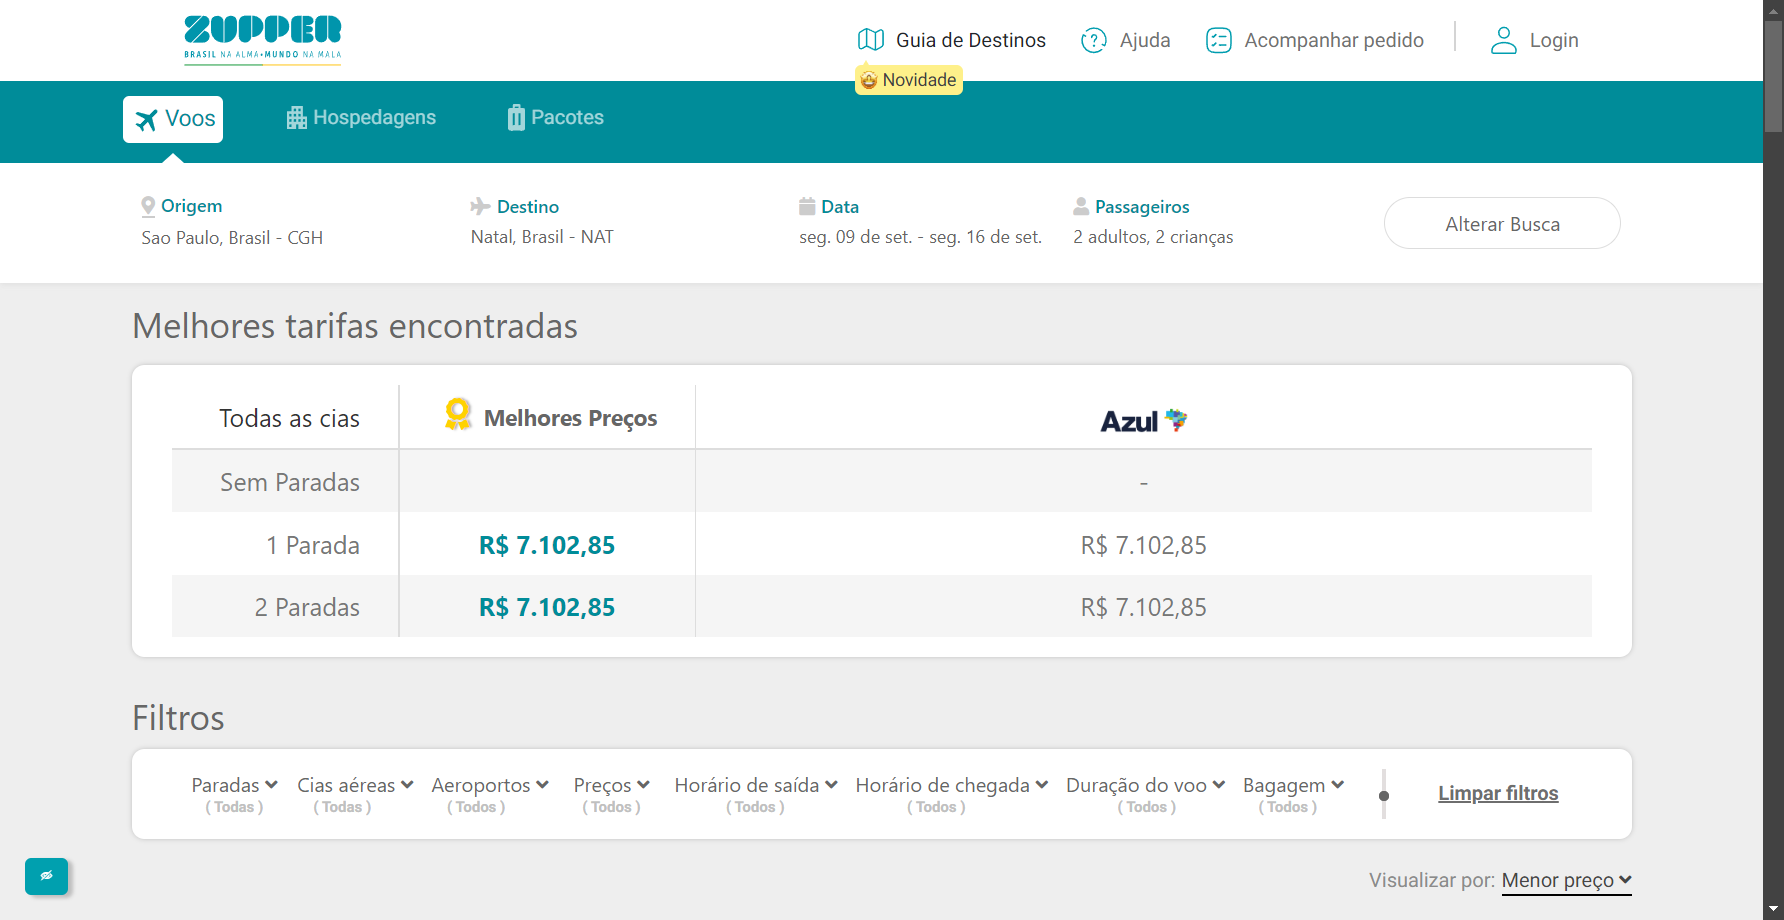 ZUPPER
BRASIL NA ALMA • MUNDO NA MALA
Guia de Destinos
Ajuda
Acompanhar pedido
Login
Novidade
Voos
Hospedagens
Pacotes
Origem
Destino
Data
Passageiros
Sao Paulo, Brasil - CGH
Natal, Brasil - NAT
seg. 09 de set. - seg. 16 de set.
2 adultos, 2 crianças
Alterar Busca
Melhores tarifas encontradas
Todas as cias
Melhores Preços
Azul
Sem Paradas
-
1 Parada
R$ 7.102,85
R$ 7.102,85
2 Paradas
R$ 7.102,85
R$ 7.102,85
Filtros
Paradas
( Todas )
Cias aéreas
( Todas )
Aeroportos
( Todos )
Preços
( Todos )
Horário de saída
( Todos )
Horário de chegada
( Todos )
Duração do voo
( Todos )
Bagagem
( Todos )
Limpar filtros
Visualizar por: Menor preço